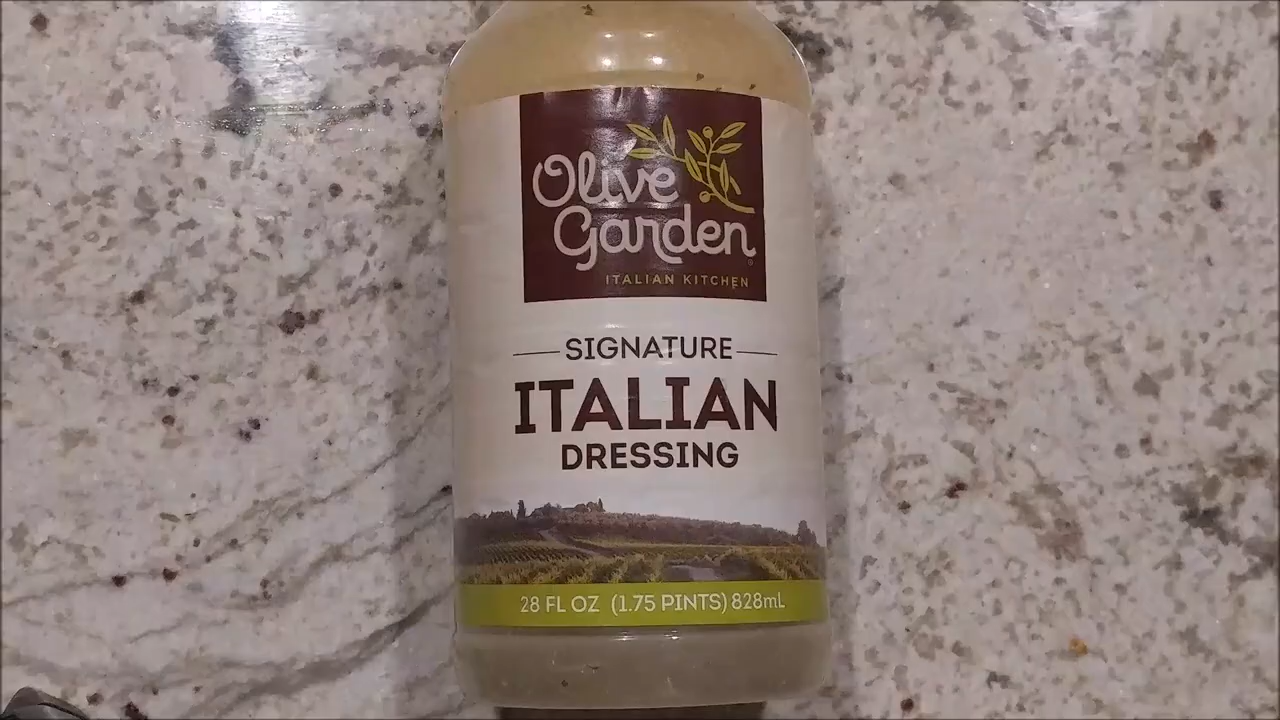 Olive
Garden
ITALIAN KITCHEN
SIGNATURE
ITALIAN
DRESSING
28 FL OZ (1.75 PINTS) 828mL